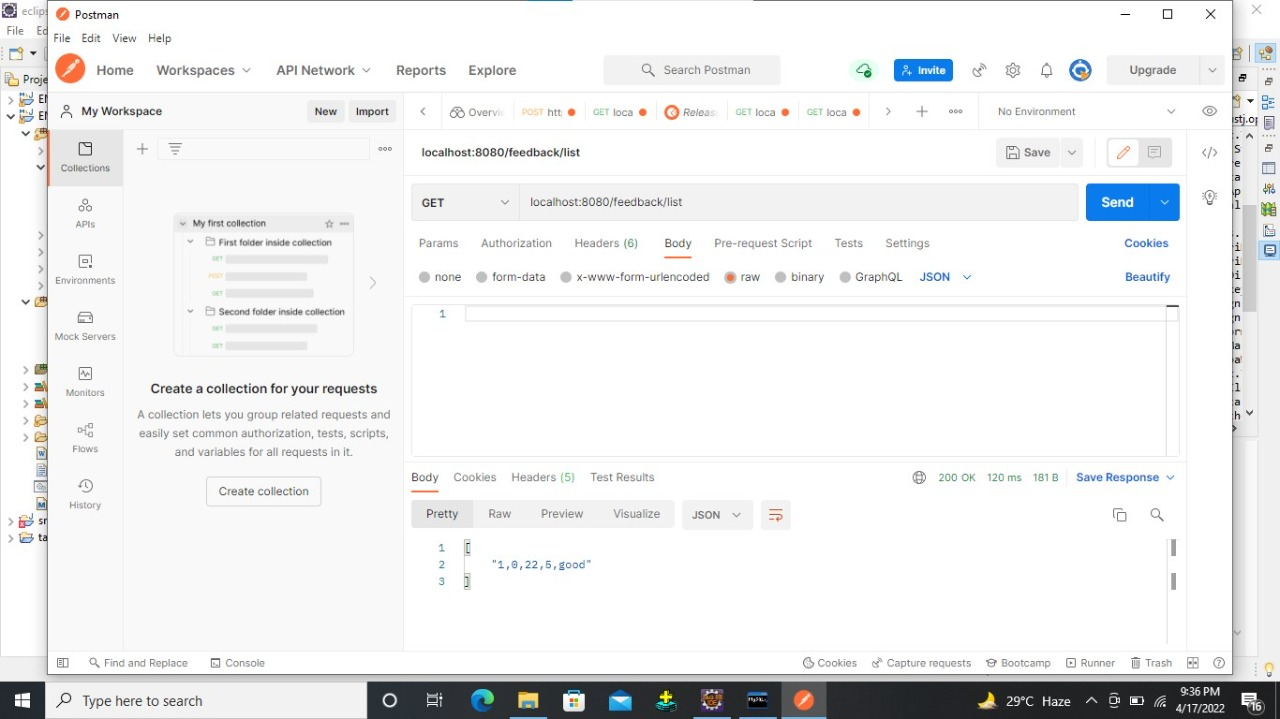 eclips
Postman
File Ed
File Edit View Help
Home Workspaces API Network Reports Explore Search Postman Invite Upgrade
Proje
My Workspace New Import
Overvi POST htt GET loca Releas GET loca GET loca No Environment
Collections
localhost:8080/feedback/list Save
APIs
GET localhost:8080/feedback/list Send
My first collection
First folder inside collection
GET
POST
GET
Second folder inside collection
GET
GET
Params Authorization Headers (6) Body Pre-request Script Tests Settings Cookies
none form-data x-www-form-urlencoded raw binary GraphQL JSON Beautify
Environments
1
Mock Servers
Monitors
Create a collection for your requests
A collection lets you group related requests and
easily set common authorization, tests, scripts,
and variables for all requests in it.
Create collection
Flows
History
Body Cookies Headers (5) Test Results 200 OK 120 ms 181 B Save Response
Pretty Raw Preview Visualize JSON
1 [
2 "1,0,22,5,good"
3 ]
sr
ta
Find and Replace Console Cookies Capture requests Bootcamp Runner Trash
Type here to search
29°C Haze
9:36 PM
4/17/2022
16